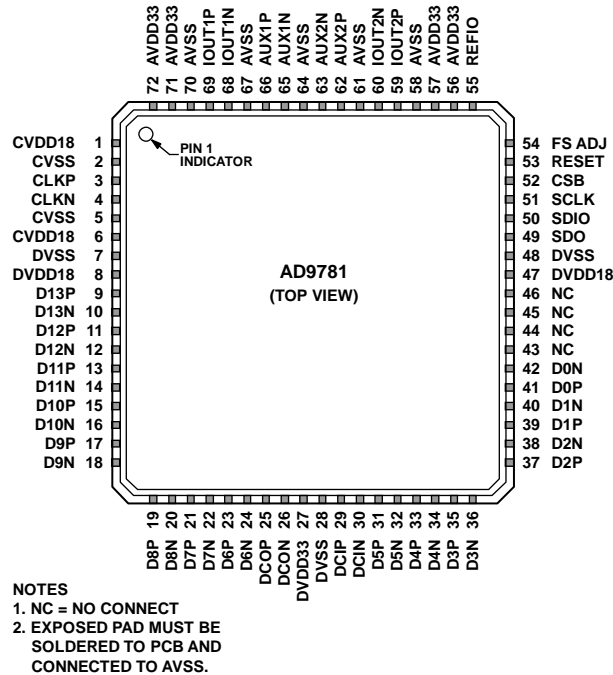 72 AVDD33
71 AVDD33
70 AVSS
69 IOUT1P
68 IOUT1N
67 AVSS
66 AUX1P
65 AUX1N
64 AVSS
63 AUX2N
62 AUX2P
61 AVSS
60 IOUT2N
59 IOUT2P
58 AVSS
57 AVDD33
56 AVDD33
55 REFIO
CVDD18 1
CVSS 2
CLKP 3
CLKN 4
CVSS 5
CVDD18 6
DVSS 7
DVDD18 8
D13P 9
D13N 10
D12P 11
D12N 12
D11P 13
D11N 14
D10P 15
D10N 16
D9P 17
D9N 18
PIN 1
INDICATOR
AD9781
(TOP VIEW)
54 FS ADJ
53 RESET
52 CSB
51 SCLK
50 SDIO
49 SDO
48 DVSS
47 DVDD18
46 NC
45 NC
44 NC
43 NC
42 D0N
41 D0P
40 D1N
39 D1P
38 D2N
37 D2P
D8P 19
D8N 20
D7P 21
D7N 22
D6P 23
D6N 24
DCOP 25
DCON 26
DVDD33 27
DVSS 28
DCIP 29
DCIN 30
D5P 31
D5N 32
D4P 33
D4N 34
D3P 35
D3N 36
NOTES
1. NC = NO CONNECT
2. EXPOSED PAD MUST BE
SOLDERED TO PCB AND
CONNECTED TO AVSS.